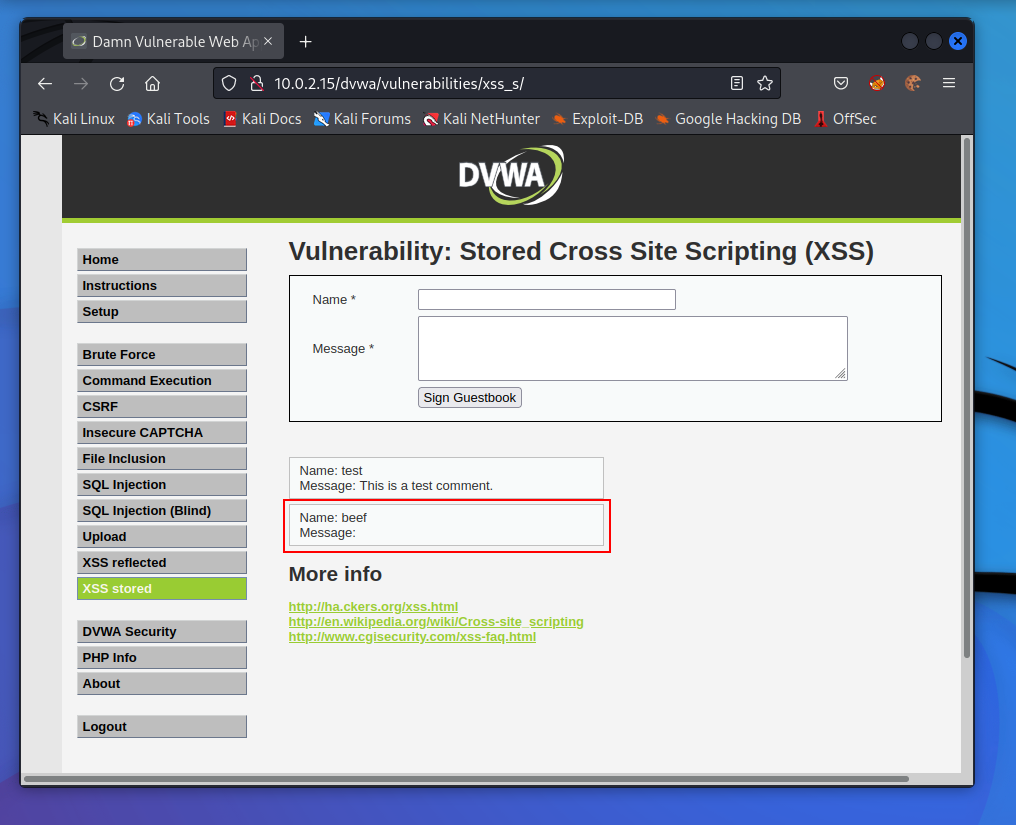 Damn Vulnerable Web Ap
10.0.2.15/dvwa/vulnerabilities/xss_s/
Kali Linux Kali Tools Kali Docs Kali Forums Kali NetHunter Exploit-DB Google Hacking DB OffSec
DVWA
Home
Instructions
Setup
Brute Force
Command Execution
CSRF
Insecure CAPTCHA
File Inclusion
SQL Injection
SQL Injection (Blind)
Upload
XSS reflected
XSS stored
DVWA Security
PHP Info
About
Logout
Vulnerability: Stored Cross Site Scripting (XSS)
Name *
Message *
Sign Guestbook
Name: test
Message: This is a test comment.
Name: beef
Message:
More info
http://ha.ckers.org/xss.html
http://en.wikipedia.org/wiki/Cross-site_scripting
http://www.cgisecurity.com/xss-faq.html